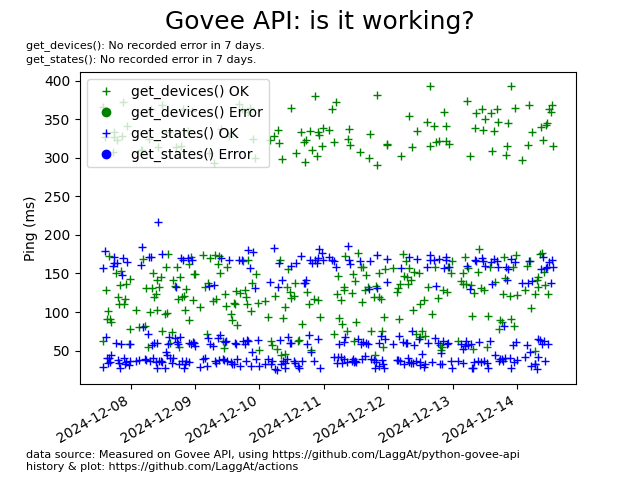 Govee API: is it working?
get_devices(): No recorded error in 7 days.
get_states(): No recorded error in 7 days.
400
350
300
250
200
150
100
50
Ping (ms)
get_devices() OK
get_devices() Error
get_states() OK
get_states() Error
2024-12-08
2024-12-09
2024-12-10
2024-12-11
2024-12-12
2024-12-13
2024-12-14
data source: Measured on Govee API, using https://github.com/LaggAt/python-govee-api
history & plot: https://github.com/LaggAt/actions